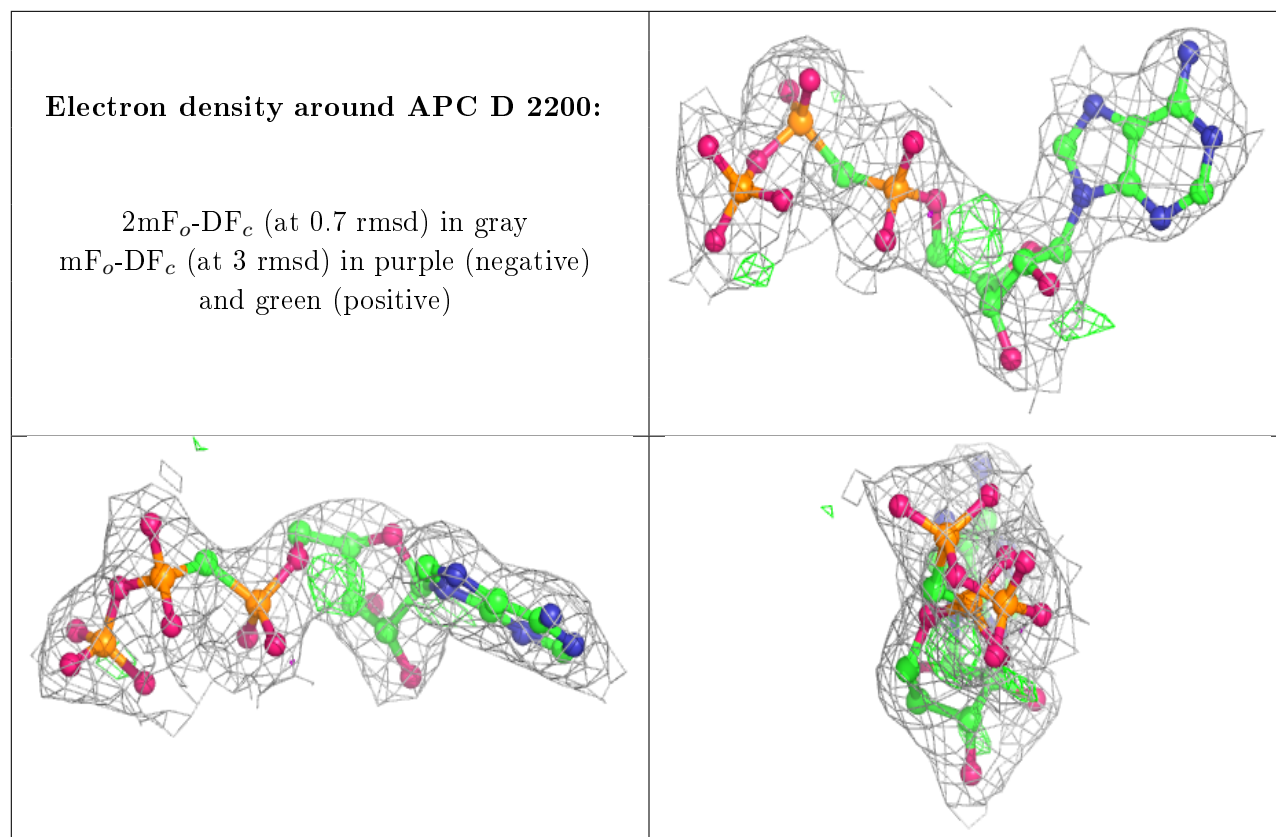 Electron density around APC D 2200:
2mFo-DFc (at 0.7 rmsd) in gray
mFo-DFc (at 3 rmsd) in purple (negative)
and green (positive)